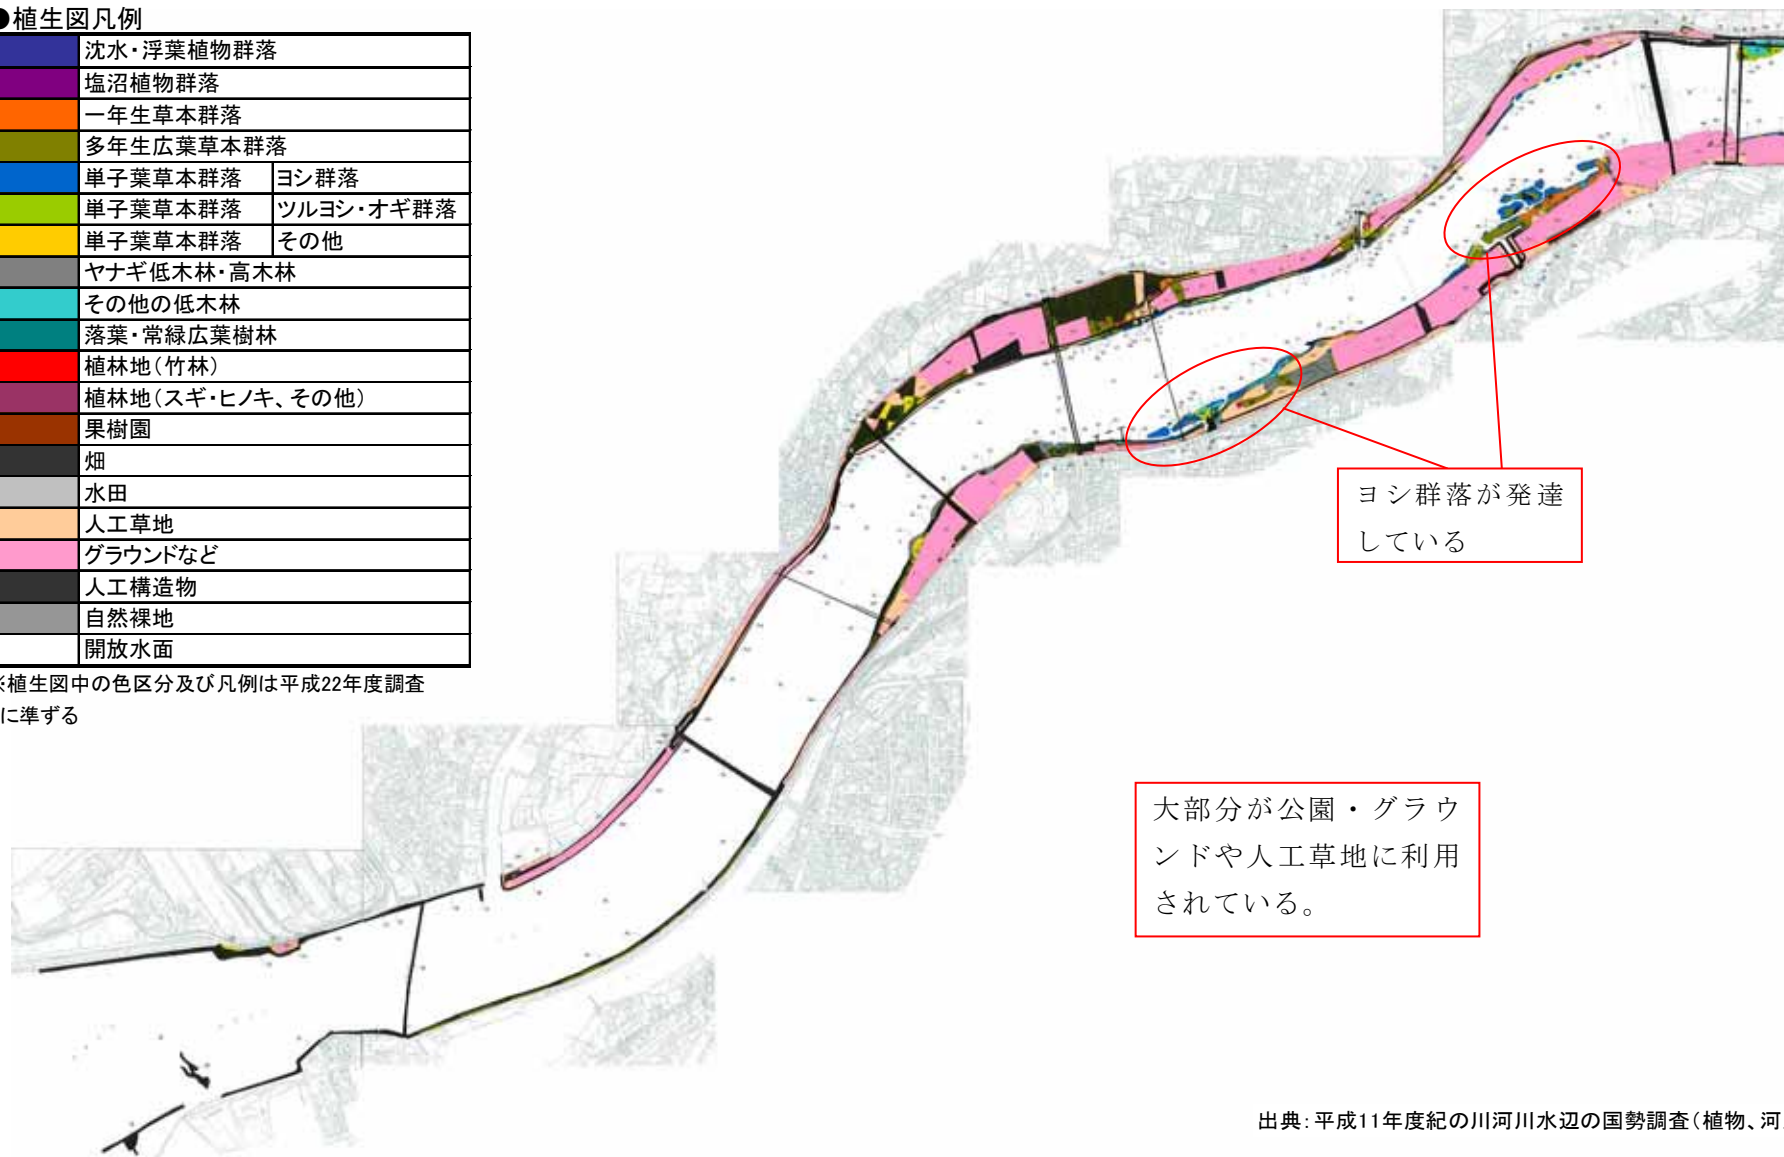 ●植生図凡例
沈水・浮葉植物群落
塩沼植物群落
一年生草本群落
多年生広葉草本群落
単子葉草本群落 ヨシ群落
単子葉草本群落 ツルヨシ・オギ群落
単子葉草本群落 その他
ヤナギ低木林・高木林
その他の低木林
落葉・常緑広葉樹林
植林地(竹林)
植林地(スギ・ヒノキ、その他)
果樹園
畑
水田
人工草地
グラウンドなど
人工構造物
自然裸地
開放水面
※植生図中の色区分及び凡例は平成22年度調査
に準ずる
ヨシ群落が発達
している
大部分が公園・グラウ
ンドや人工草地に利用
されている。
出典:平成11年度紀の川河川水辺の国勢調査(植物、河